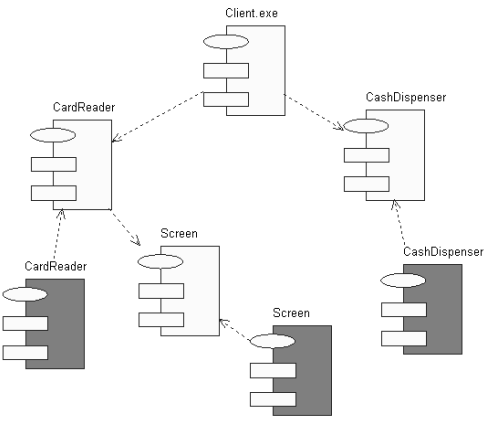 Client.exe
CardReader
CashDispenser
Screen
CardReader
CashDispenser
Screen